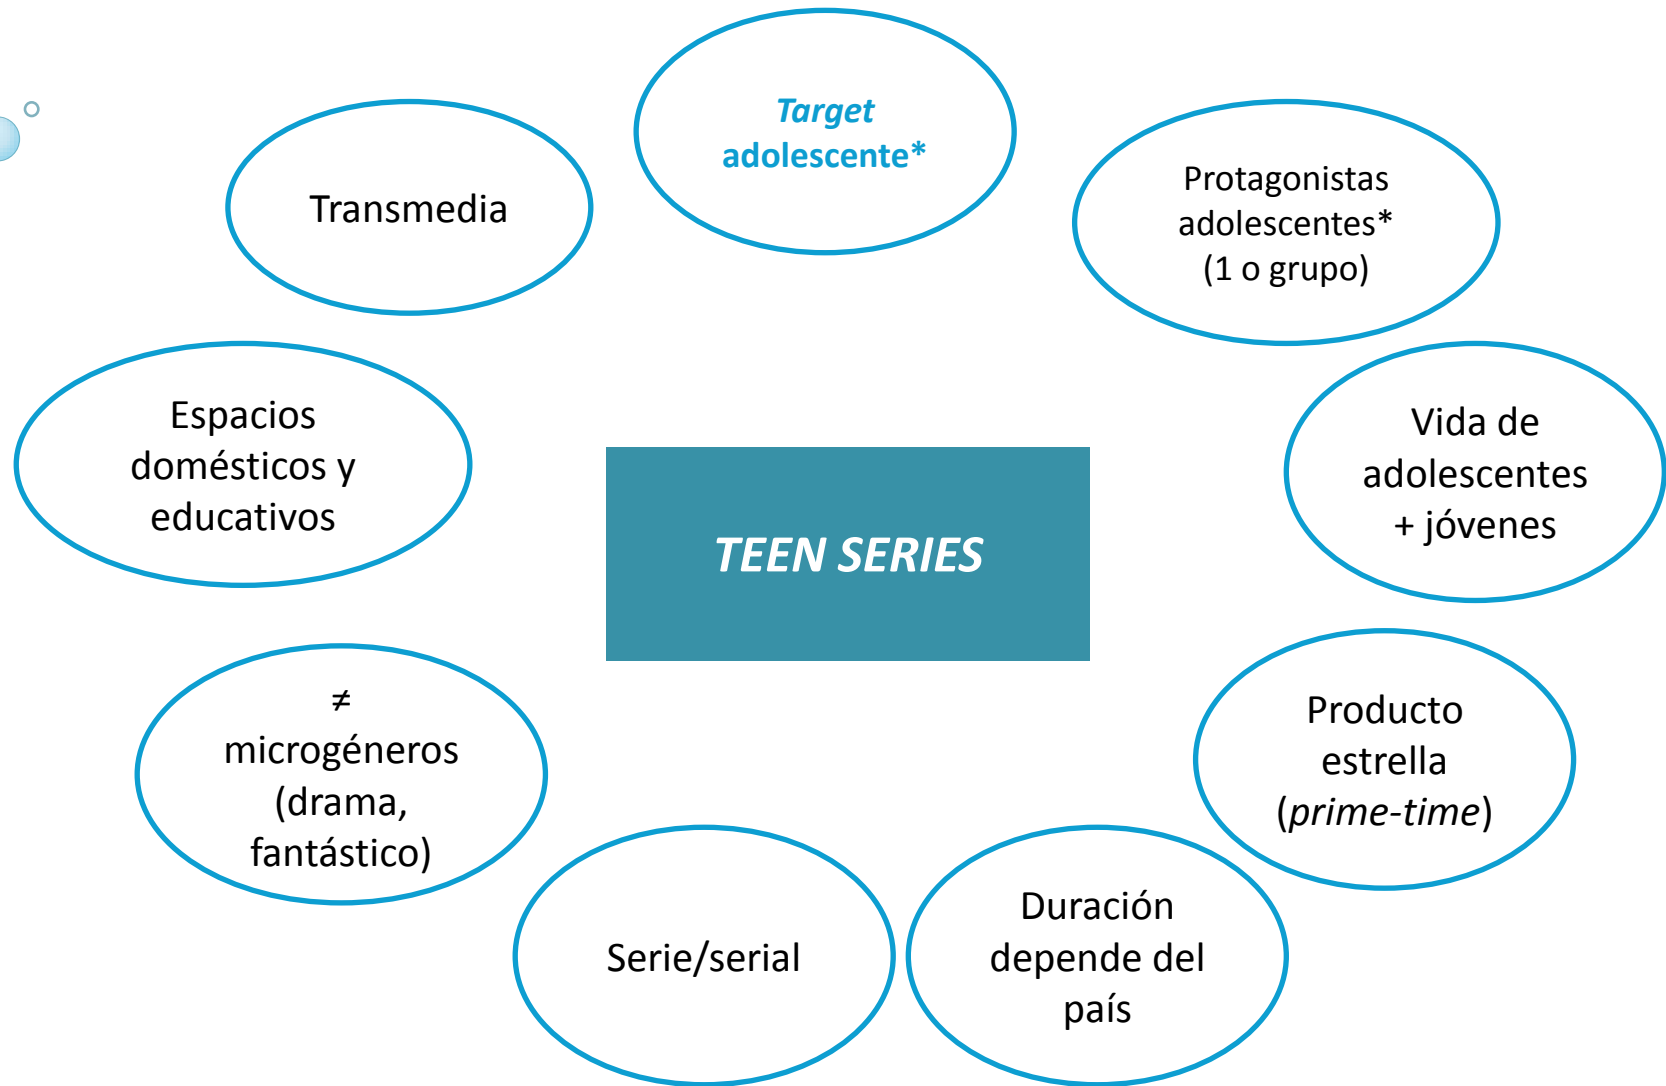 Target
adolescente*
Transmedia
Protagonistas
adolescentes*
(1 o grupo)
Espacios
domésticos y
educativos
Vida de
adolescentes
+ jóvenes
TEEN SERIES
≠
microgéneros
(drama,
fantástico)
Producto
estrella
(prime-time)
Serie/serial
Duración
depende del
país